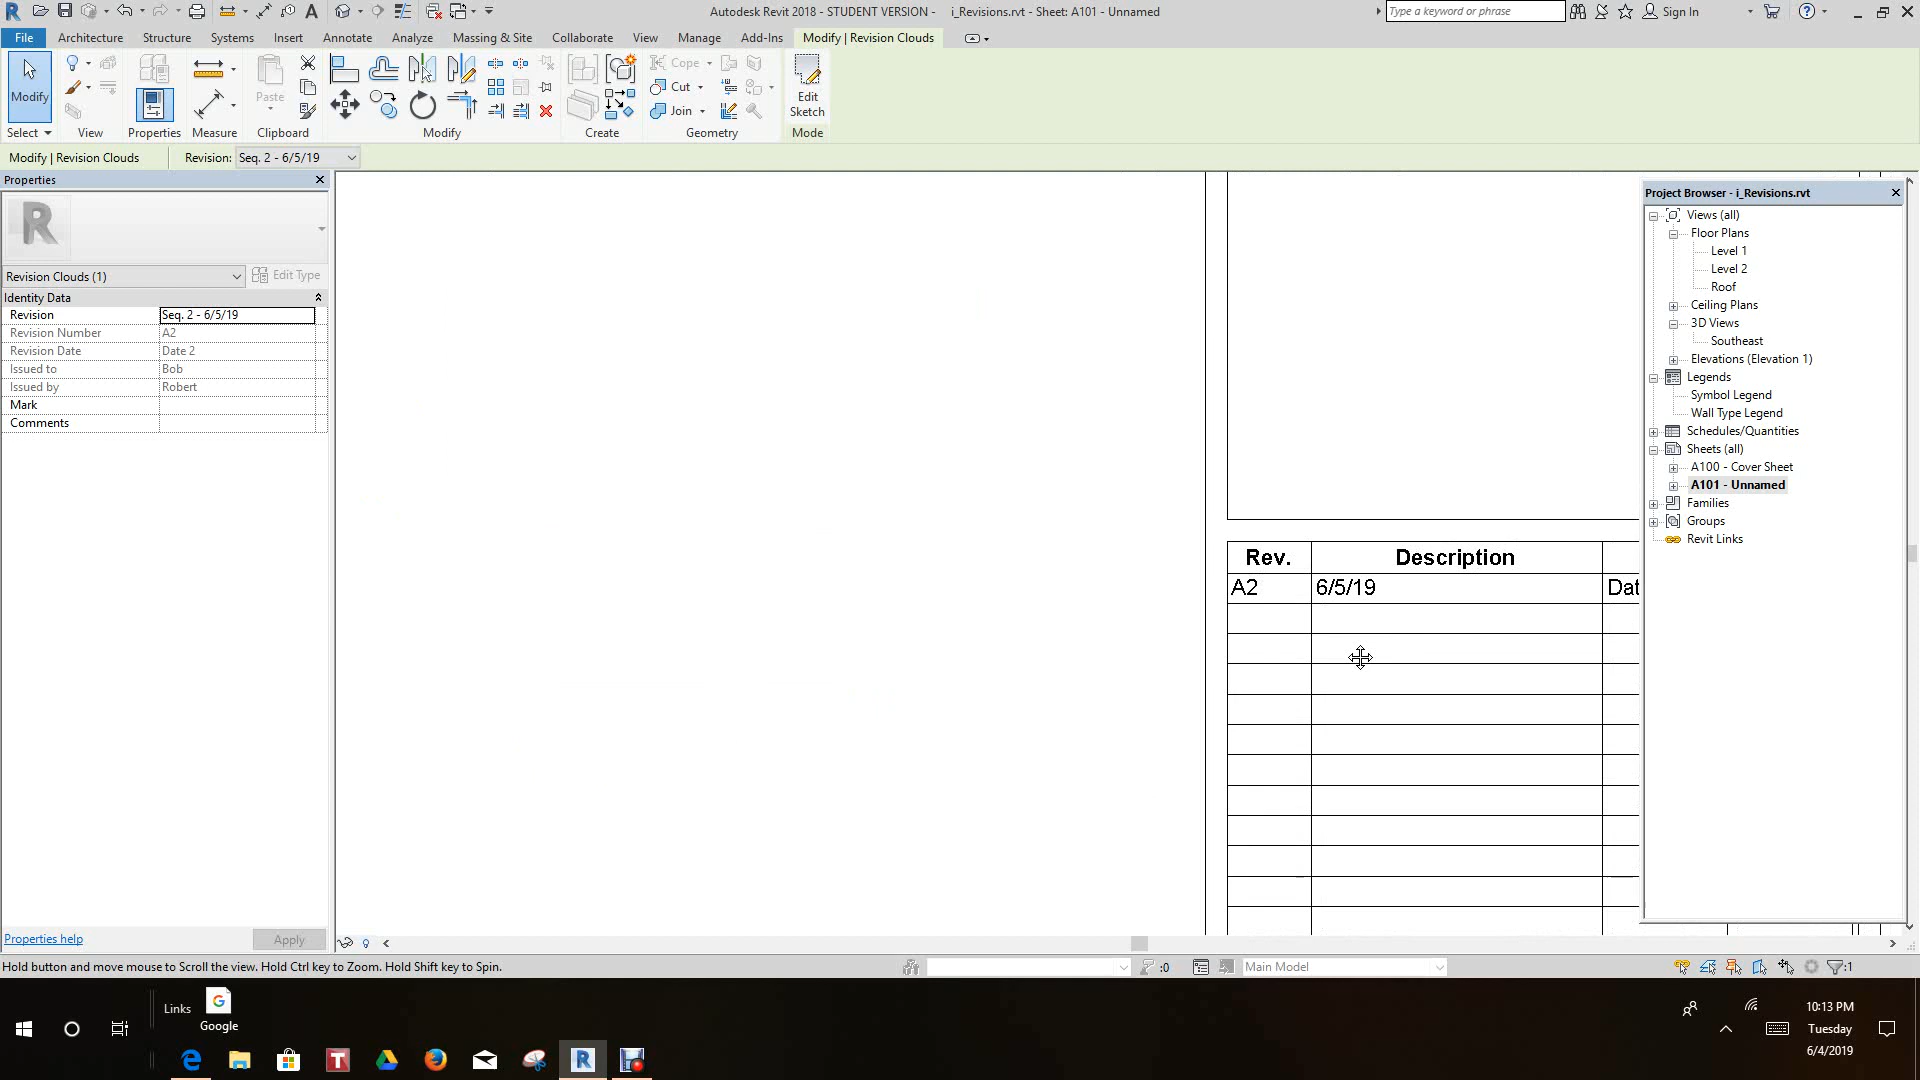 Autodesk Revit 2018 - STUDENT VERSION - i_Revisions.rvt - Sheet: A101 - Unnamed
Type a keyword or phrase
Sign In
File Architecture Structure Systems Insert Annotate Analyze Massing & Site Collaborate View Manage Add-Ins Modify | Revision Clouds
Modify
Paste
Cope
Cut
Join
Edit Sketch
Select View Properties Measure Clipboard Modify Create Geometry Mode
Modify | Revision Clouds Revision: Seq. 2 - 6/5/19
Properties
Revision Clouds (1) Edit Type
Identity Data
Revision Seq. 2 - 6/5/19
Revision Number A2
Revision Date Date 2
Issued to Bob
Issued by Robert
Mark
Comments
Properties help Apply
Rev. Description
A2 6/5/19 Dat
Project Browser - i_Revisions.rvt
Views (all)
Floor Plans
Level 1
Level 2
Roof
Ceiling Plans
3D Views
Southeast
Elevations (Elevation 1)
Legends
Symbol Legend
Wall Type Legend
Schedules/Quantities
Sheets (all)
A100 - Cover Sheet
A101 - Unnamed
Families
Groups
Revit Links
Hold button and move mouse to Scroll the view. Hold Ctrl key to Zoom. Hold Shift key to Spin.
:0 Main Model :1
Links
Google
10:13 PM
Tuesday
6/4/2019